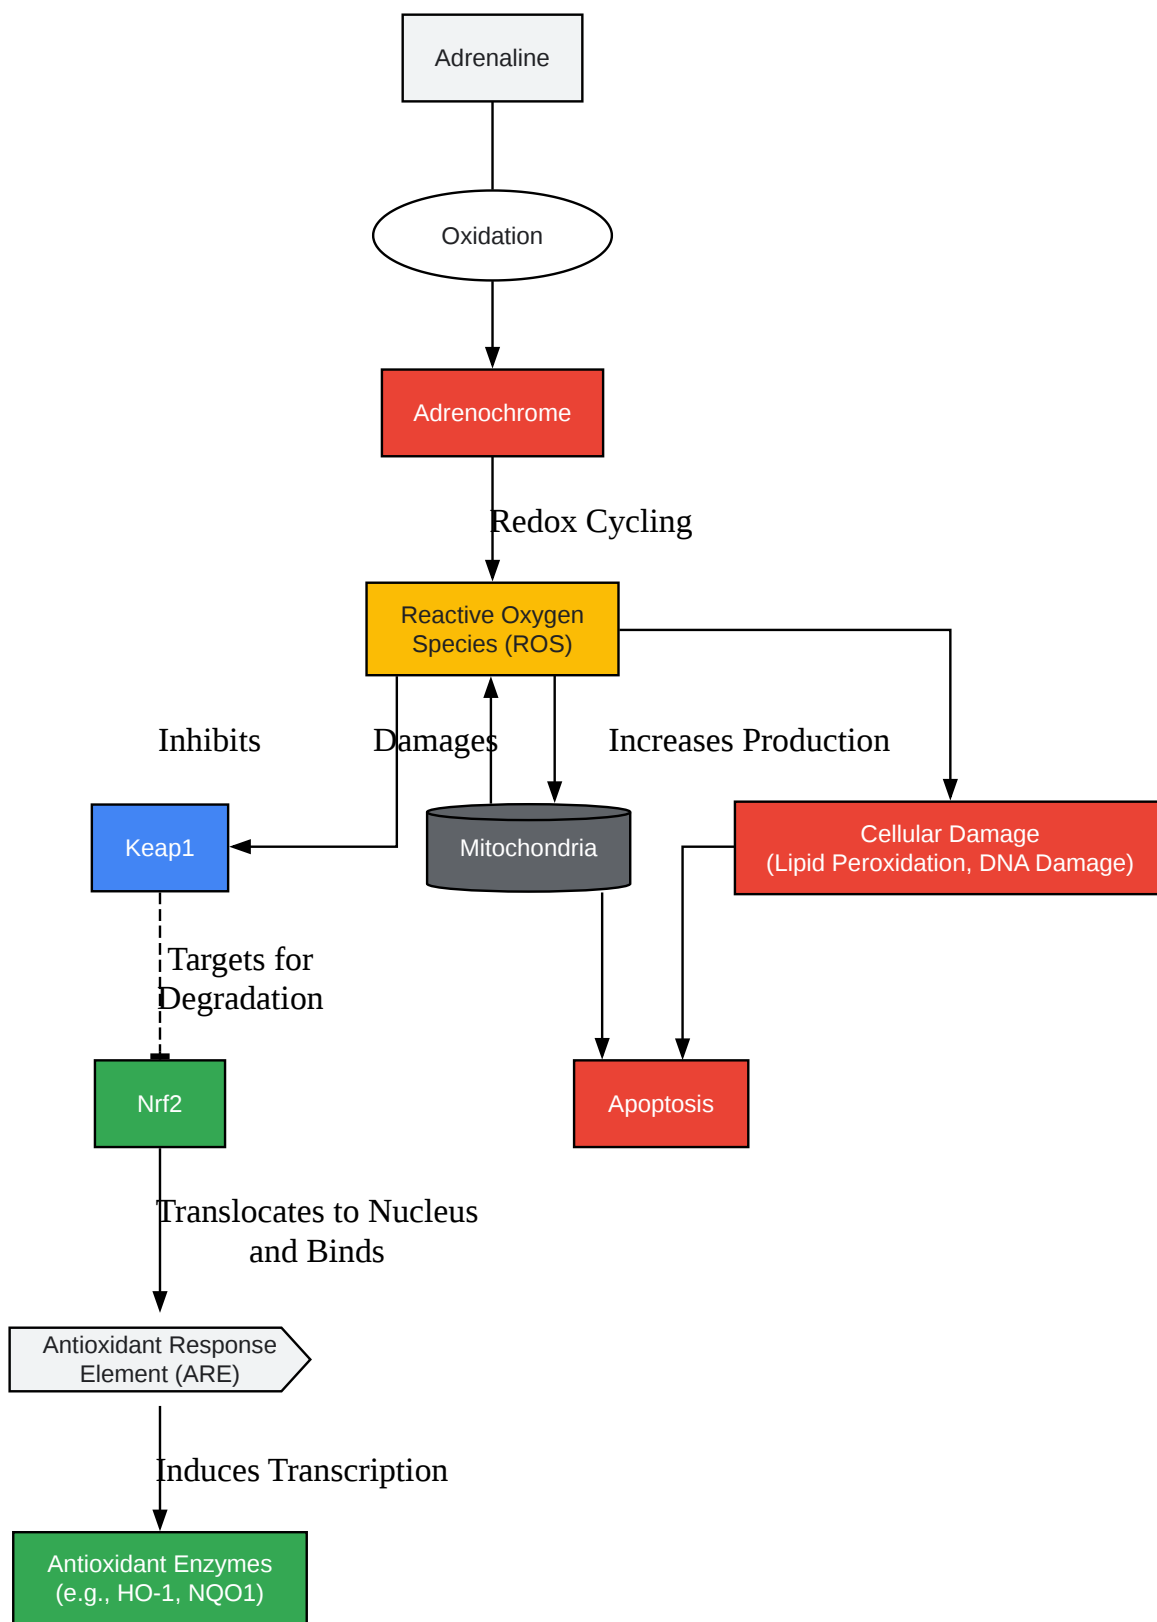 Adrenaline
Oxidation
Adrenochrome
Redox Cycling
Reactive Oxygen
Species (ROS)
Inhibits
Damages
Increases Production
Keap1
Mitochondria
Cellular Damage
(Lipid Peroxidation, DNA Damage)
Targets for
Degradation
Nrf2
Apoptosis
Translocates to Nucleus
and Binds
Antioxidant Response
Element (ARE)
Induces Transcription
Antioxidant Enzymes
(e.g., HO-1, NQO1)